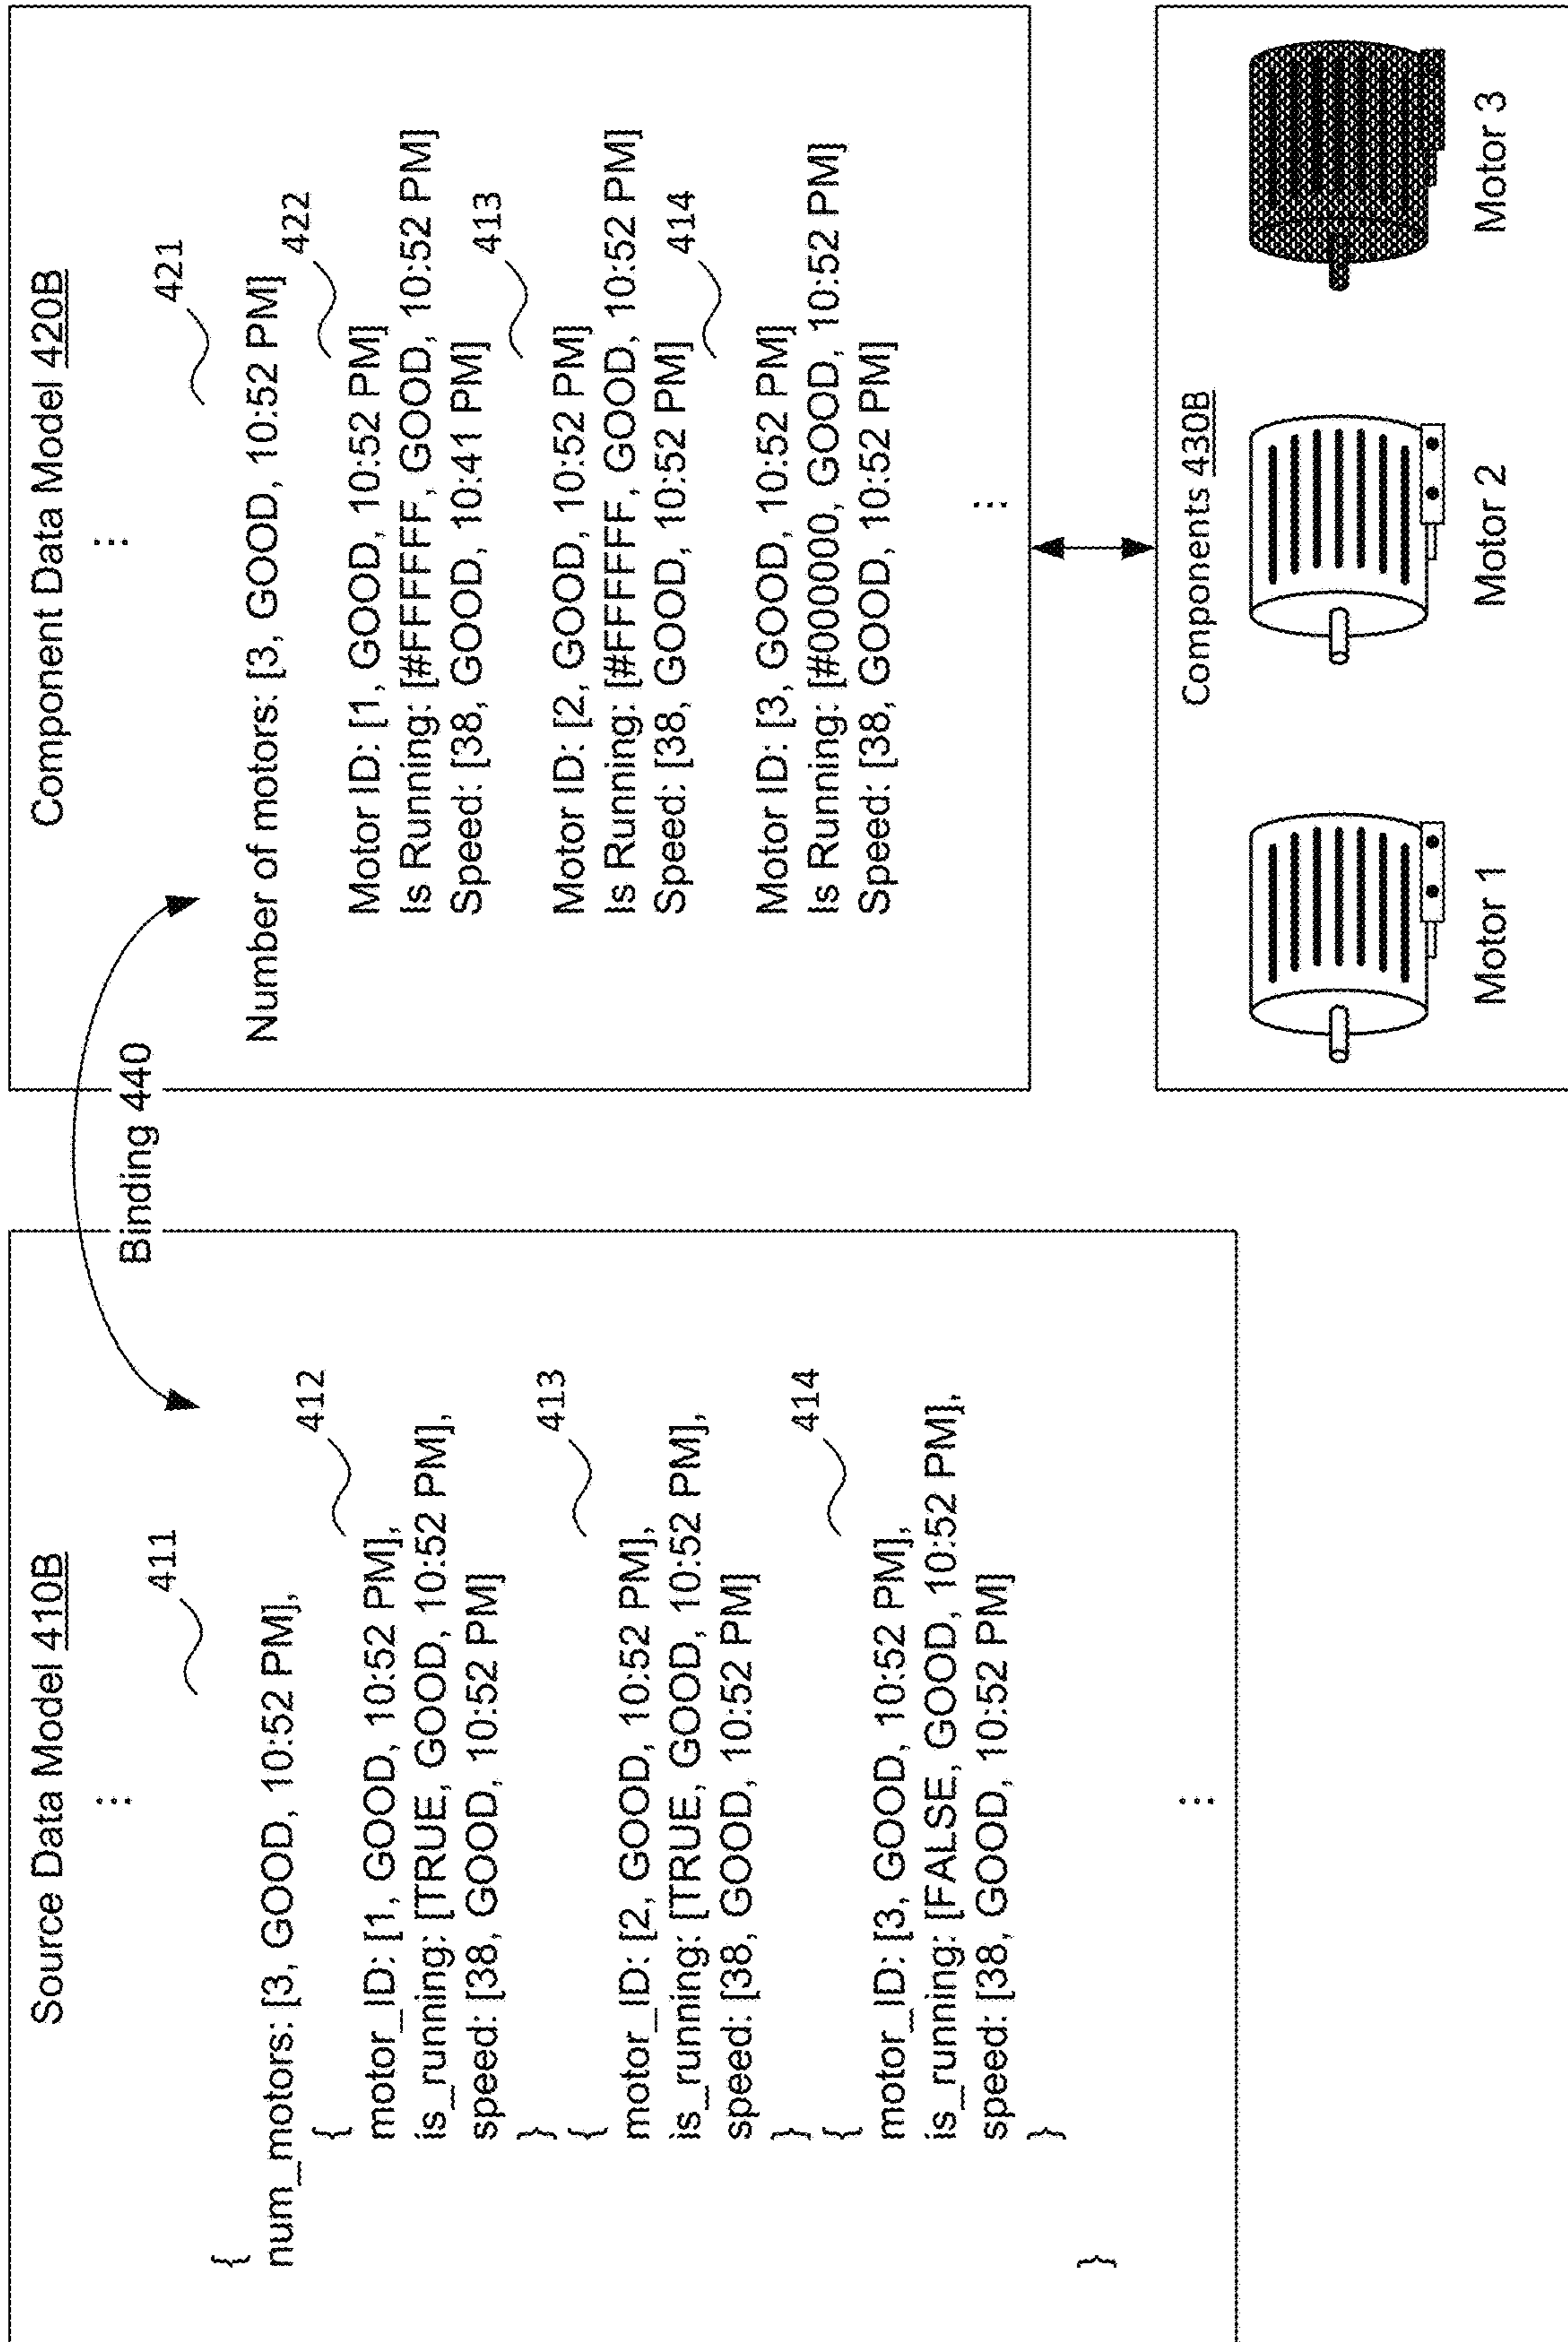 Source Data Model 410B
⋮
411
{
num_motors: [3, GOOD, 10:52 PM],
412
{
motor_ID: [1, GOOD, 10:52 PM],
is_running: [TRUE, GOOD, 10:52 PM],
speed: [38, GOOD, 10:52 PM]
}
413
{
motor_ID: [2, GOOD, 10:52 PM],
is_running: [TRUE, GOOD, 10:52 PM],
speed: [38, GOOD, 10:52 PM]
}
414
{
motor_ID: [3, GOOD, 10:52 PM],
is_running: [FALSE, GOOD, 10:52 PM],
speed: [38, GOOD, 10:52 PM]
}
}
⋮
Binding 440
Component Data Model 420B
⋮
421
Number of motors: [3, GOOD, 10:52 PM]
422
Motor ID: [1, GOOD, 10:52 PM]
Is Running: [#FFFFFF, GOOD, 10:52 PM]
Speed: [38, GOOD, 10:41 PM]
413
Motor ID: [2, GOOD, 10:52 PM]
Is Running: [#FFFFFF, GOOD, 10:52 PM]
Speed: [38, GOOD, 10:52 PM]
414
Motor ID: [3, GOOD, 10:52 PM]
Is Running: [#000000, GOOD, 10:52 PM]
Speed: [38, GOOD, 10:52 PM]
⋮
Components 430B
Motor 1
Motor 2
Motor 3